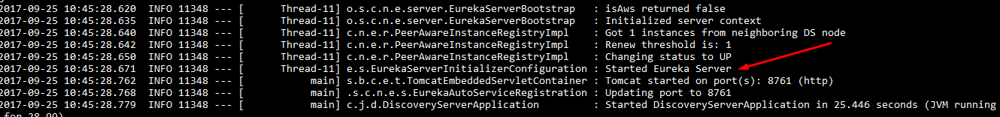 2017-09-25 10:45:28.620  INFO 11348 --- [      Thread-11] o.s.c.n.e.server.EurekaServerBootstrap   : isAws returned false
2017-09-25 10:45:28.635  INFO 11348 --- [      Thread-11] o.s.c.n.e.server.EurekaServerBootstrap   : Initialized server context
2017-09-25 10:45:28.640  INFO 11348 --- [      Thread-11] c.n.e.r.PeerAwareInstanceRegistryImpl    : Got 1 instances from neighboring DS node
2017-09-25 10:45:28.642  INFO 11348 --- [      Thread-11] c.n.e.r.PeerAwareInstanceRegistryImpl    : Renew threshold is: 1
2017-09-25 10:45:28.650  INFO 11348 --- [      Thread-11] c.n.e.r.PeerAwareInstanceRegistryImpl    : Changing status to UP
2017-09-25 10:45:28.671  INFO 11348 --- [      Thread-11] e.s.EurekaServerInitializerConfiguration : Started Eureka Server
2017-09-25 10:45:28.762  INFO 11348 --- [           main] s.b.c.e.t.TomcatEmbeddedServletContainer : Tomcat started on port(s): 8761 (http)
2017-09-25 10:45:28.768  INFO 11348 --- [           main] .s.c.n.e.s.EurekaAutoServiceRegistration : Updating port to 8761
2017-09-25 10:45:28.779  INFO 11348 --- [           main] c.j.d.DiscoveryServerApplication         : Started DiscoveryServerApplication in 25.446 seconds (JVM running
for 28.99)